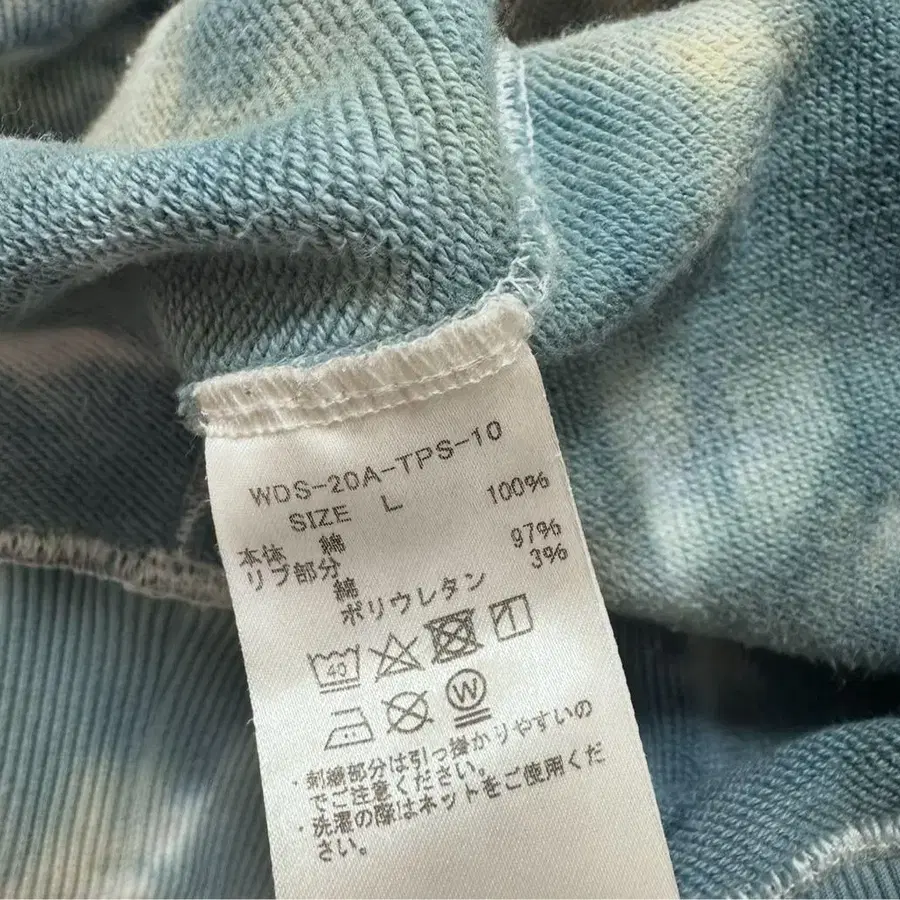 WDS-20A-TPS-10
SIZE L
本体 綿 100%
リブ部分
綿 97%
ポリウレタン 3%
40
W
・刺繍部分は引っ掛かりやすいの
でご注意ください。
・洗濯の際はネットをご使用くだ
さい。